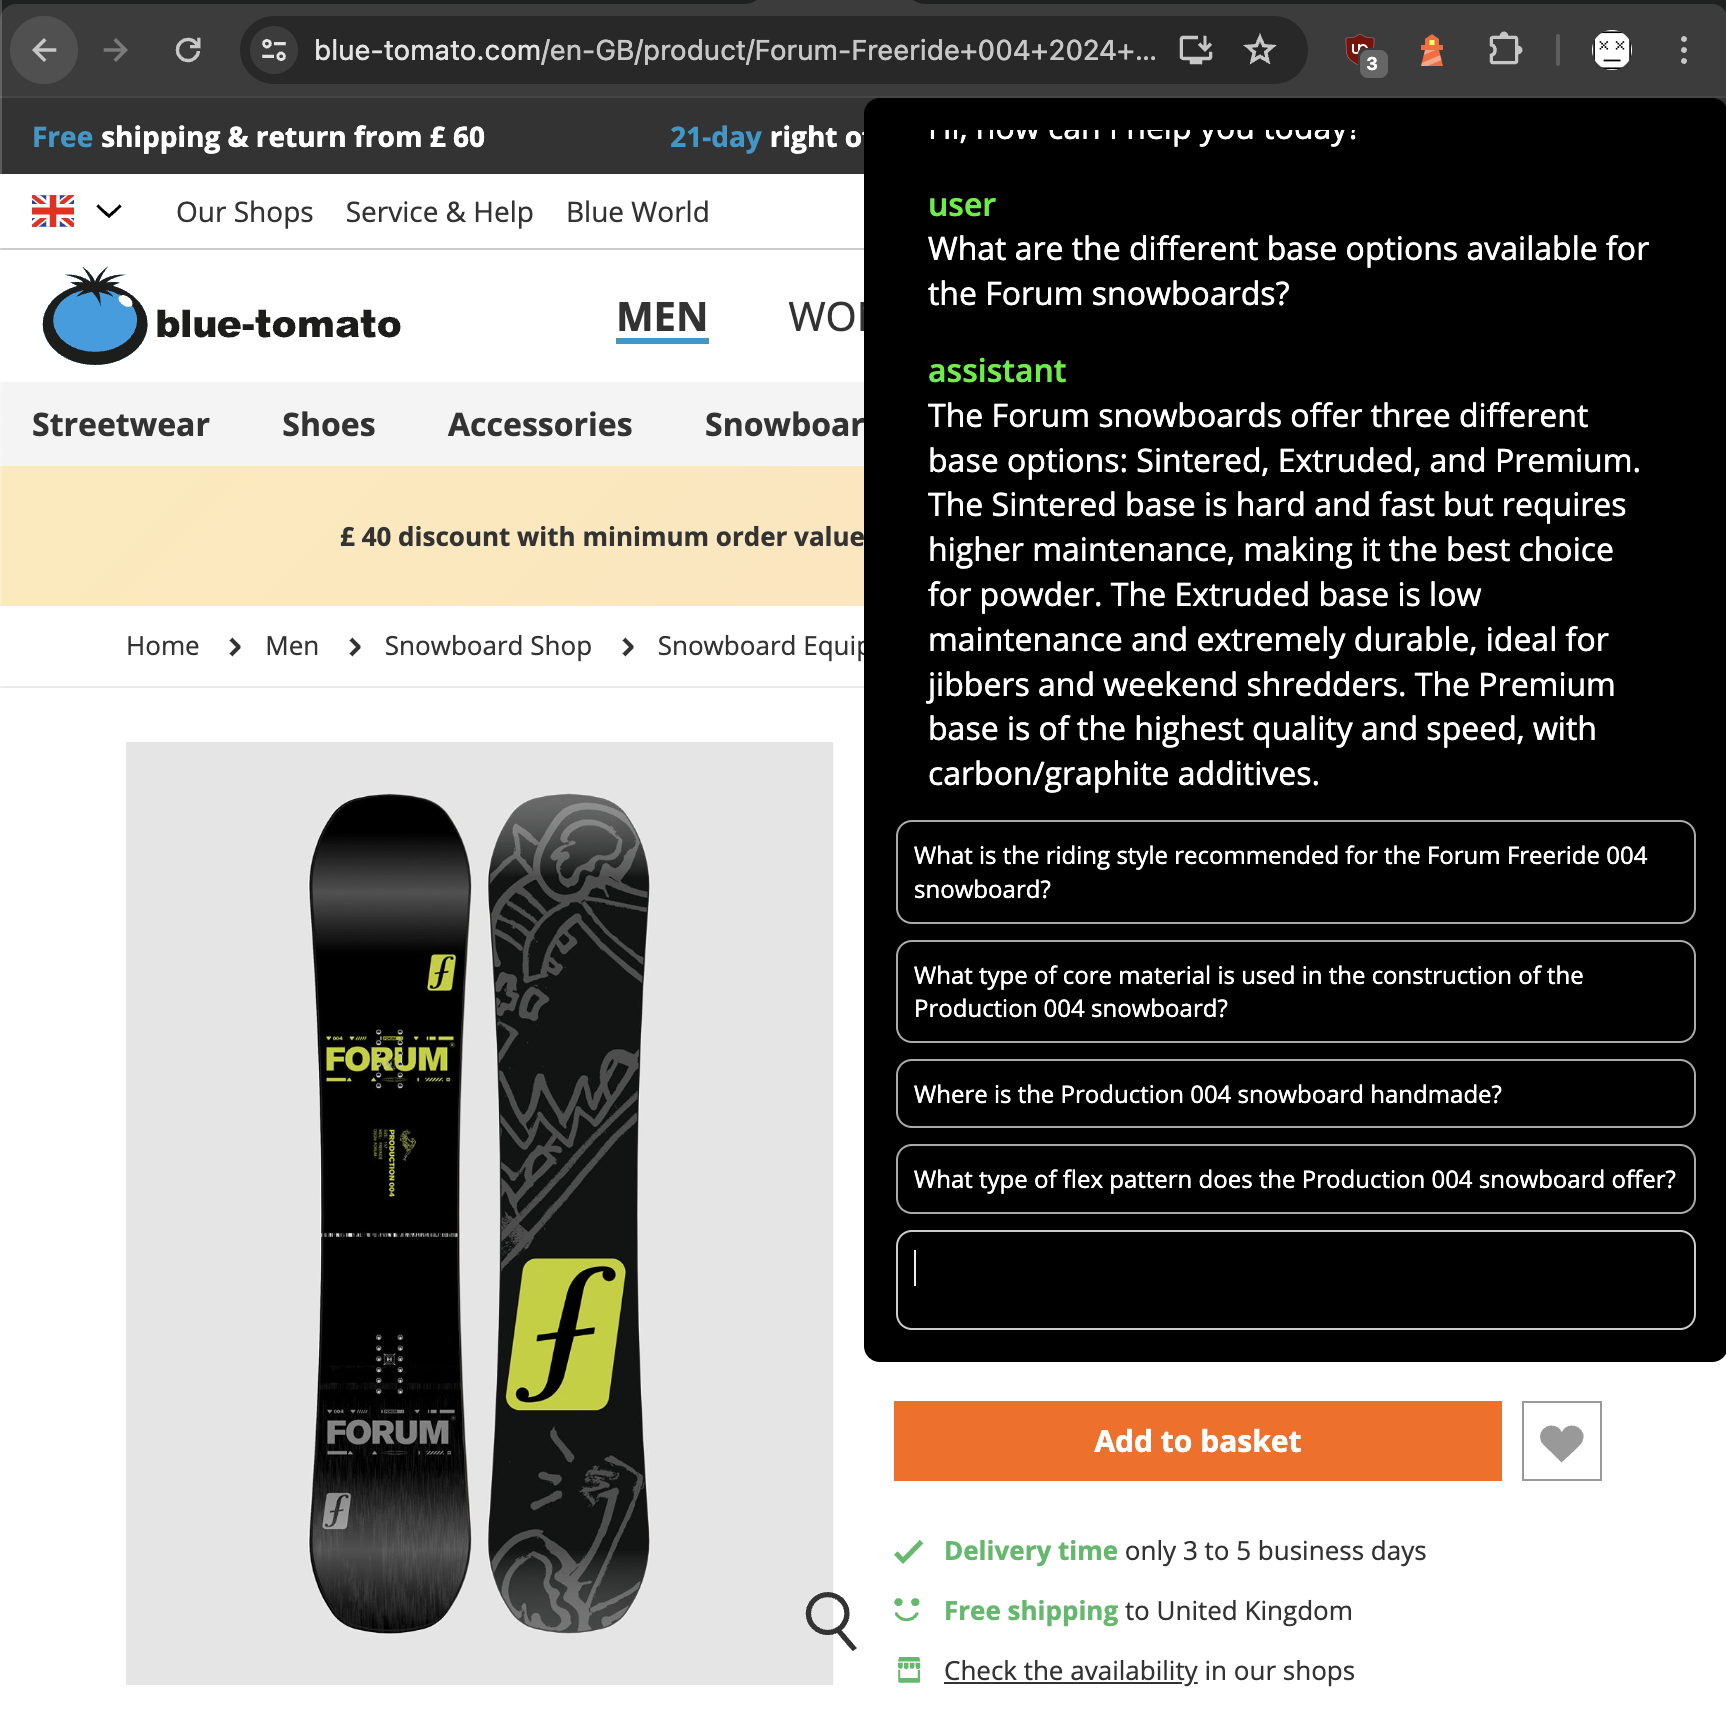 blue-tomato.com/en-GB/product/Forum-Freeride+004+2024+...
3
Free shipping & return from £ 60
21-day right of
Our Shops
Service & Help
Blue World
blue-tomato
MEN
WO
Streetwear
Shoes
Accessories
Snowboar
£ 40 discount with minimum order value
Home
Men
Snowboard Shop
Snowboard Equip
FORUM
PRODUCTION 004
FORUM
Hi, how can I help you today?
user
What are the different base options available for
the Forum snowboards?
assistant
The Forum snowboards offer three different
base options: Sintered, Extruded, and Premium.
The Sintered base is hard and fast but requires
higher maintenance, making it the best choice
for powder. The Extruded base is low
maintenance and extremely durable, ideal for
jibbers and weekend shredders. The Premium
base is of the highest quality and speed, with
carbon/graphite additives.
What is the riding style recommended for the Forum Freeride 004
snowboard?
What type of core material is used in the construction of the
Production 004 snowboard?
Where is the Production 004 snowboard handmade?
What type of flex pattern does the Production 004 snowboard offer?
Add to basket
Delivery time only 3 to 5 business days
Free shipping to United Kingdom
Check the availability in our shops